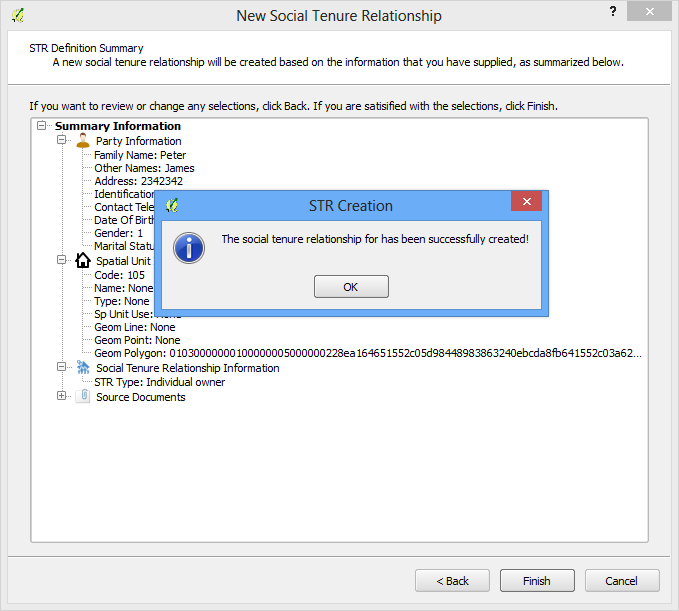 New Social Tenure Relationship
?
STR Definition Summary
A new social tenure relationship will be created based on the information that you have supplied, as summarized below.
If you want to review or change any selections, click Back. If you are satisified with the selections, click Finish.
Summary Information
Party Information
Family Name: Peter
Other Names: James
Address: 2342342
Identification
Contact Tele
Date Of Birth
Gender: 1
Marital Statu
Spatial Unit
Code: 105
Name: None
Type: None
Sp Unit Use: None
Geom Line: None
Geom Point: None
Geom Polygon: 01030000000100000005000000228ea164651552c05d98448983863240ebcda8fb641552c03a62...
Social Tenure Relationship Information
STR Type: Individual owner
Source Documents
STR Creation
The social tenure relationship for has been successfully created!
OK
< Back
Finish
Cancel